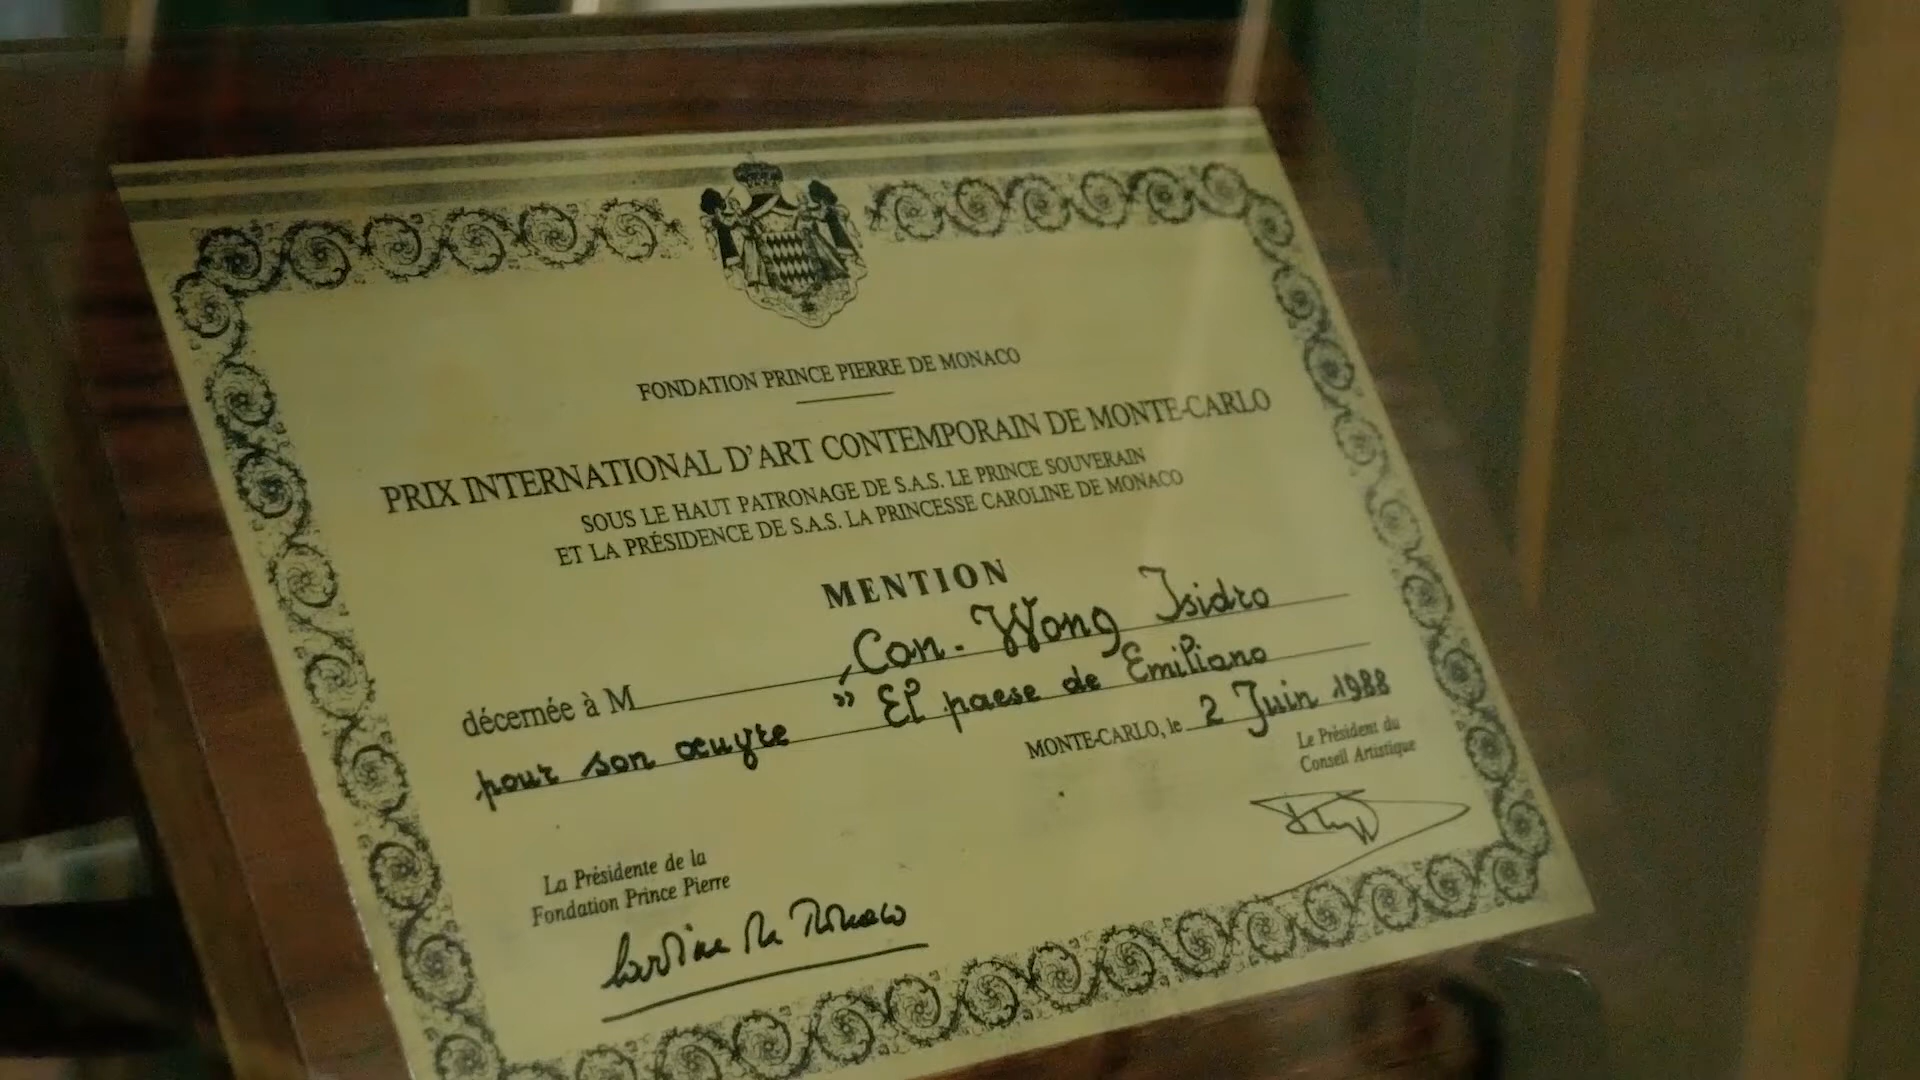 FONDATION PRINCE PIERRE DE MONACO
PRIX INTERNATIONAL D'ART CONTEMPORAIN DE MONTE-CARLO
SOUS LE HAUT PATRONAGE DE S.A.S. LE PRINCE SOUVERAIN
ET LA PRÉSIDENCE DE S.A.S. LA PRINCESSE CAROLINE DE MONACO
MENTION
décernée à M Con-Wong Isidro
pour son œuvre " El paese de Emiliano
MONTE-CARLO, le 2 Juin 1988
Le Président du
Conseil Artistique
La Présidente de la
Fondation Prince Pierre